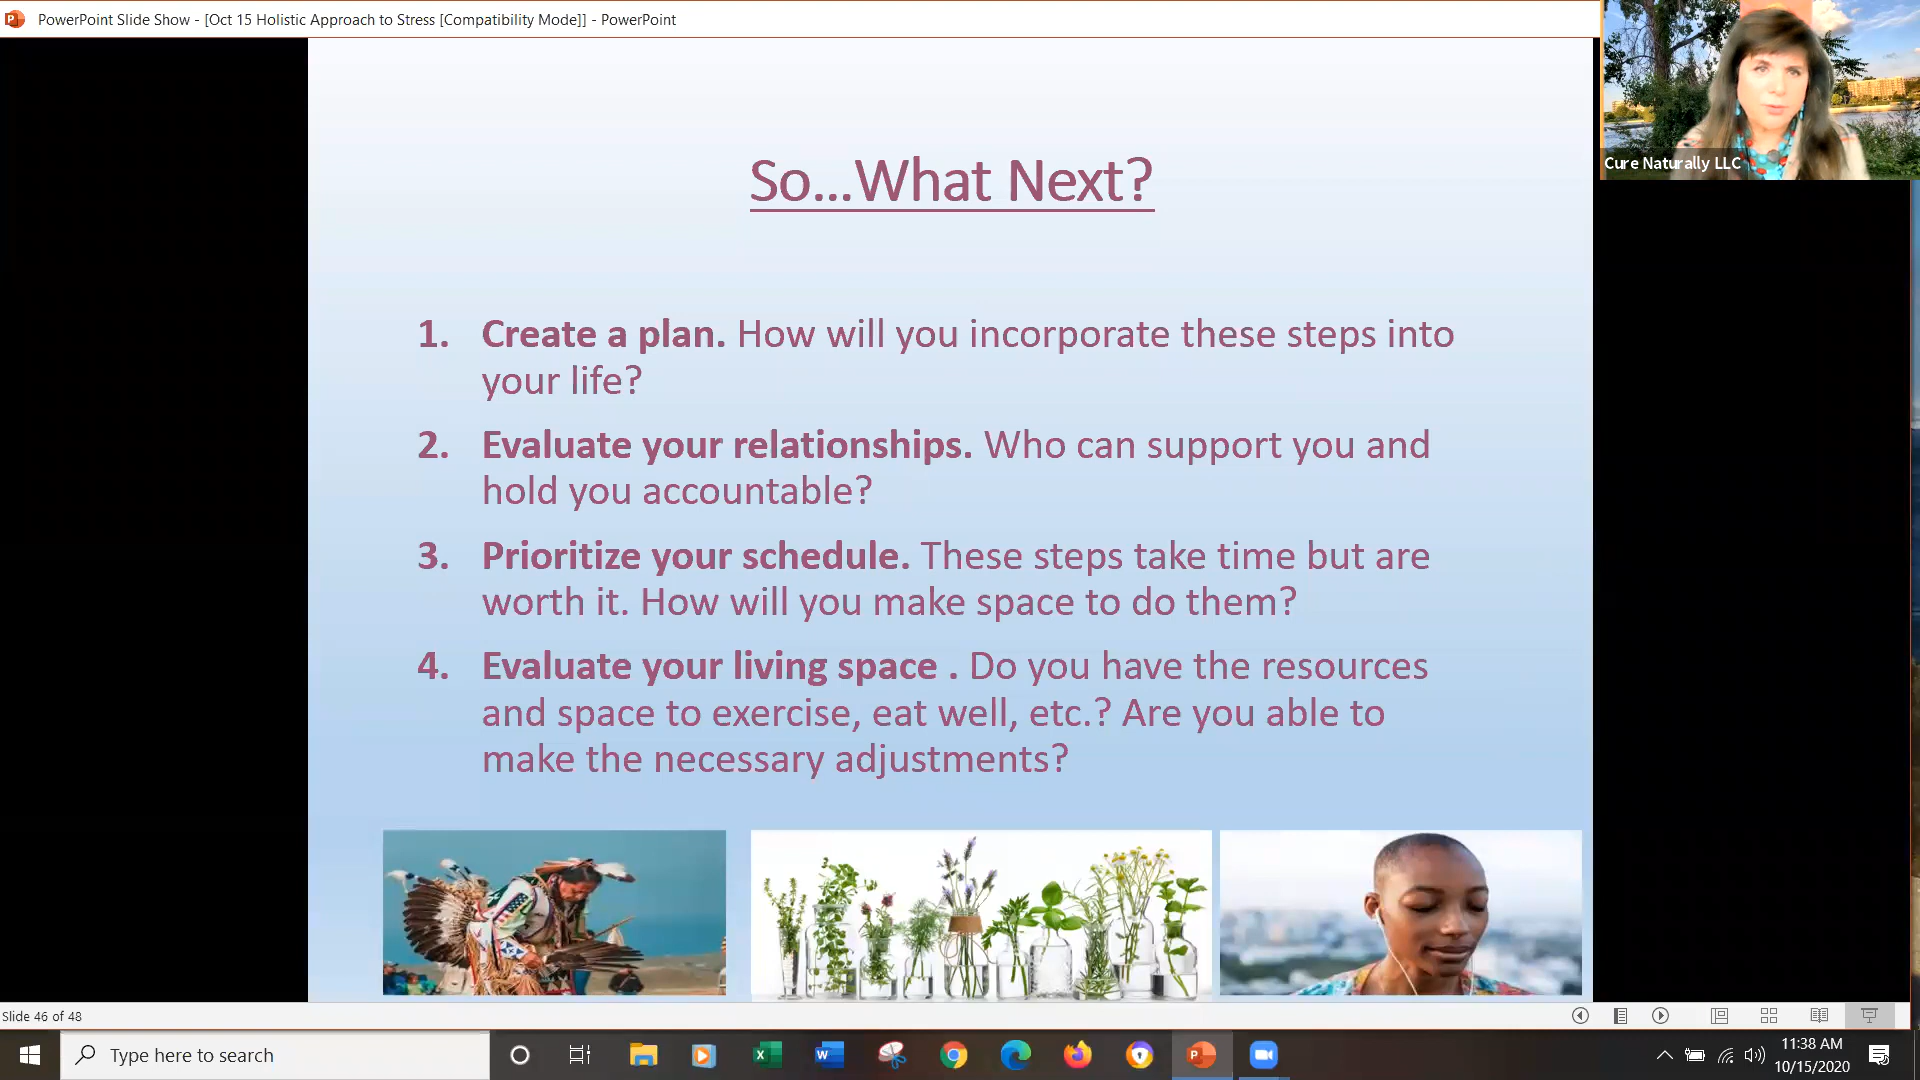 PowerPoint Slide Show - [Oct 15 Holistic Approach to Stress [Compatibility Mode]] - PowerPoint
Cure Naturally LLC
So...What Next?
1. Create a plan. How will you incorporate these steps into
your life?
2. Evaluate your relationships. Who can support you and
hold you accountable?
3. Prioritize your schedule. These steps take time but are
worth it. How will you make space to do them?
4. Evaluate your living space . Do you have the resources
and space to exercise, eat well, etc.? Are you able to
make the necessary adjustments?
Slide 46 of 48
Type here to search
11:38 AM
10/15/2020